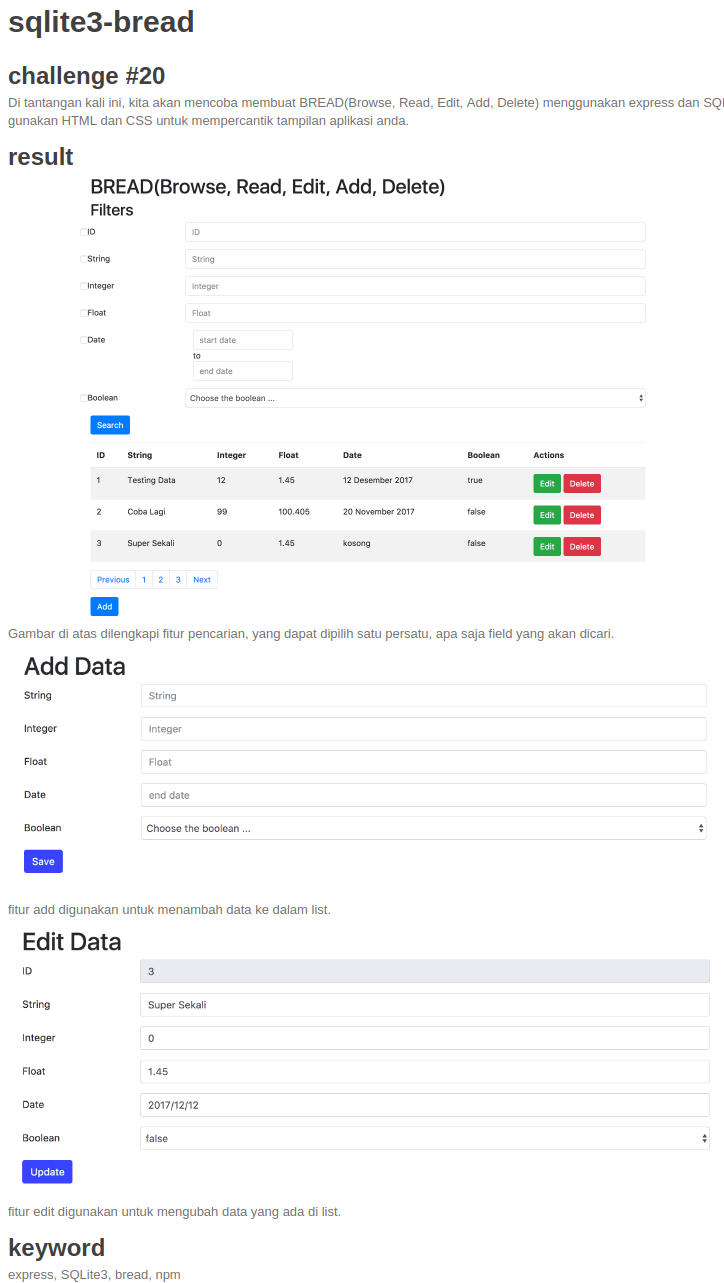 sqlite3-bread
challenge #20
Di tantangan kali ini, kita akan mencoba membuat BREAD(Browse, Read, Edit, Add, Delete) menggunakan express dan
gunakan HTML dan CSS untuk mempercantik tampilan aplikasi anda.
result
BREAD(Browse, Read, Edit, Add, Delete)
Filters
ID ID
String String
Integer Integer
Float Float
Date start date
to
end date
Boolean Choose the boolean ...
Search
ID String Integer Float Date Boolean Actions
1 Testing Data 12 1.45 12 Desember 2017 true Edit Delete
2 Coba Lagi 99 100.405 20 November 2017 false Edit Delete
3 Super Sekali 0 1.45 kosong false Edit Delete
Previous 1 2 3 Next
Add
Gambar di atas dilengkapi fitur pencarian, yang dapat dipilih satu persatu, apa saja field yang akan dicari.
Add Data
String String
Integer Integer
Float Float
Date end date
Boolean Choose the boolean ...
Save
fitur add digunakan untuk menambah data ke dalam list.
Edit Data
ID 3
String Super Sekali
Integer 0
Float 1.45
Date 2017/12/12
Boolean false
Update
fitur edit digunakan untuk mengubah data yang ada di list.
keyword
express, SQLite3, bread, npm